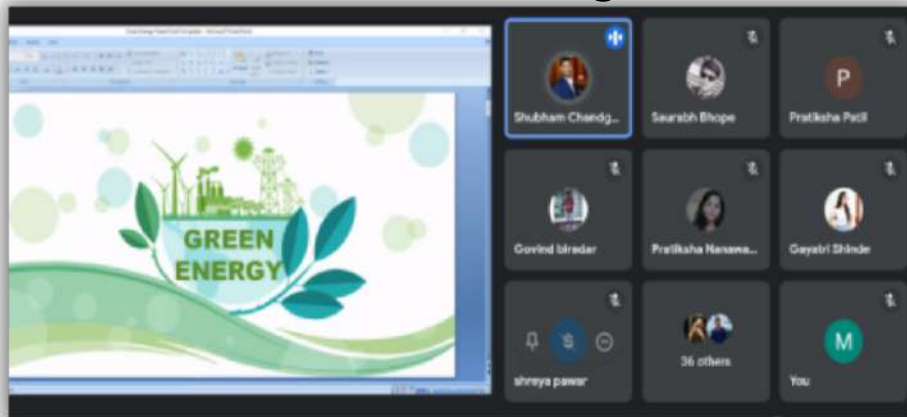 GREEN
ENERGY
Shubham Chandg...
Saurabh Bhope
Pratiksha Patil
P
Govind biradar
Pratiksha Nanawa...
Gayatri Shinde
shreya pawar
36 others
M
You